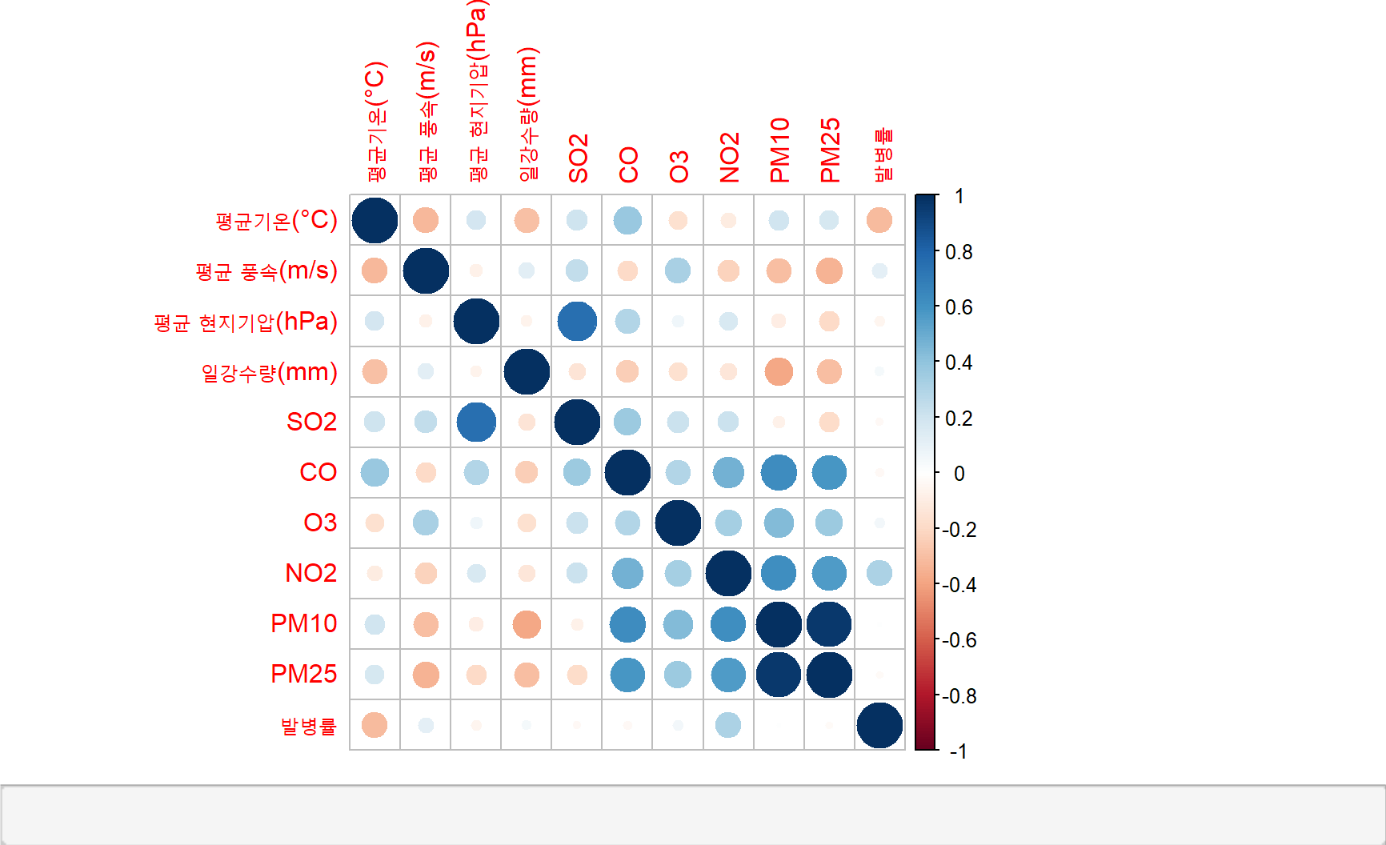 평균기온(°C)
평균 풍속(m/s)
평균 현지기압(hPa)
일강수량(mm)
SO2
CO
O3
NO2
PM10
PM25
발병률
평균기온(°C)
평균 풍속(m/s)
평균 현지기압(hPa)
일강수량(mm)
SO2
CO
O3
NO2
PM10
PM25
발병률
1
0.8
0.6
0.4
0.2
0
-0.2
-0.4
-0.6
-0.8
-1